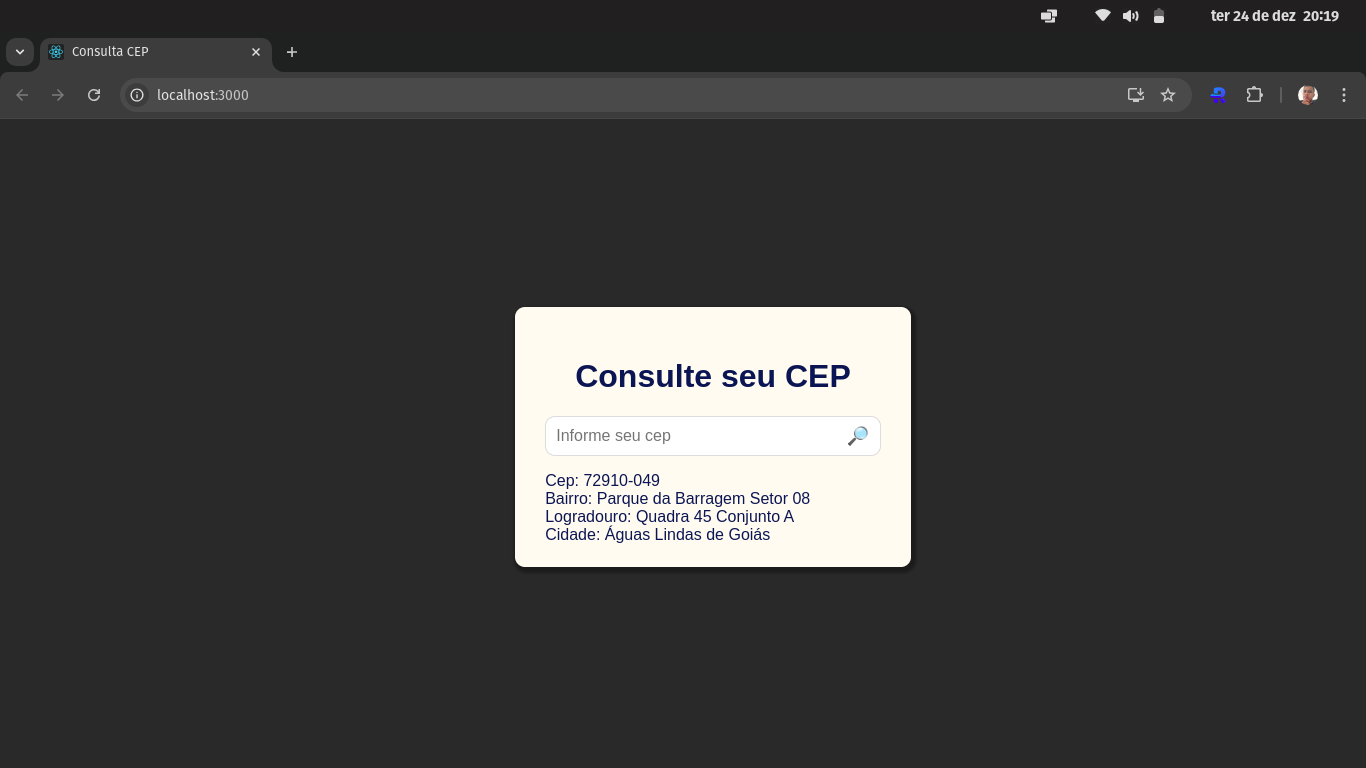 ter 24 de dez 20:19
Consulta CEP
localhost:3000
Consulte seu CEP
Informe seu cep
Cep: 72910-049
Bairro: Parque da Barragem Setor 08
Logradouro: Quadra 45 Conjunto A
Cidade: Águas Lindas de Goiás